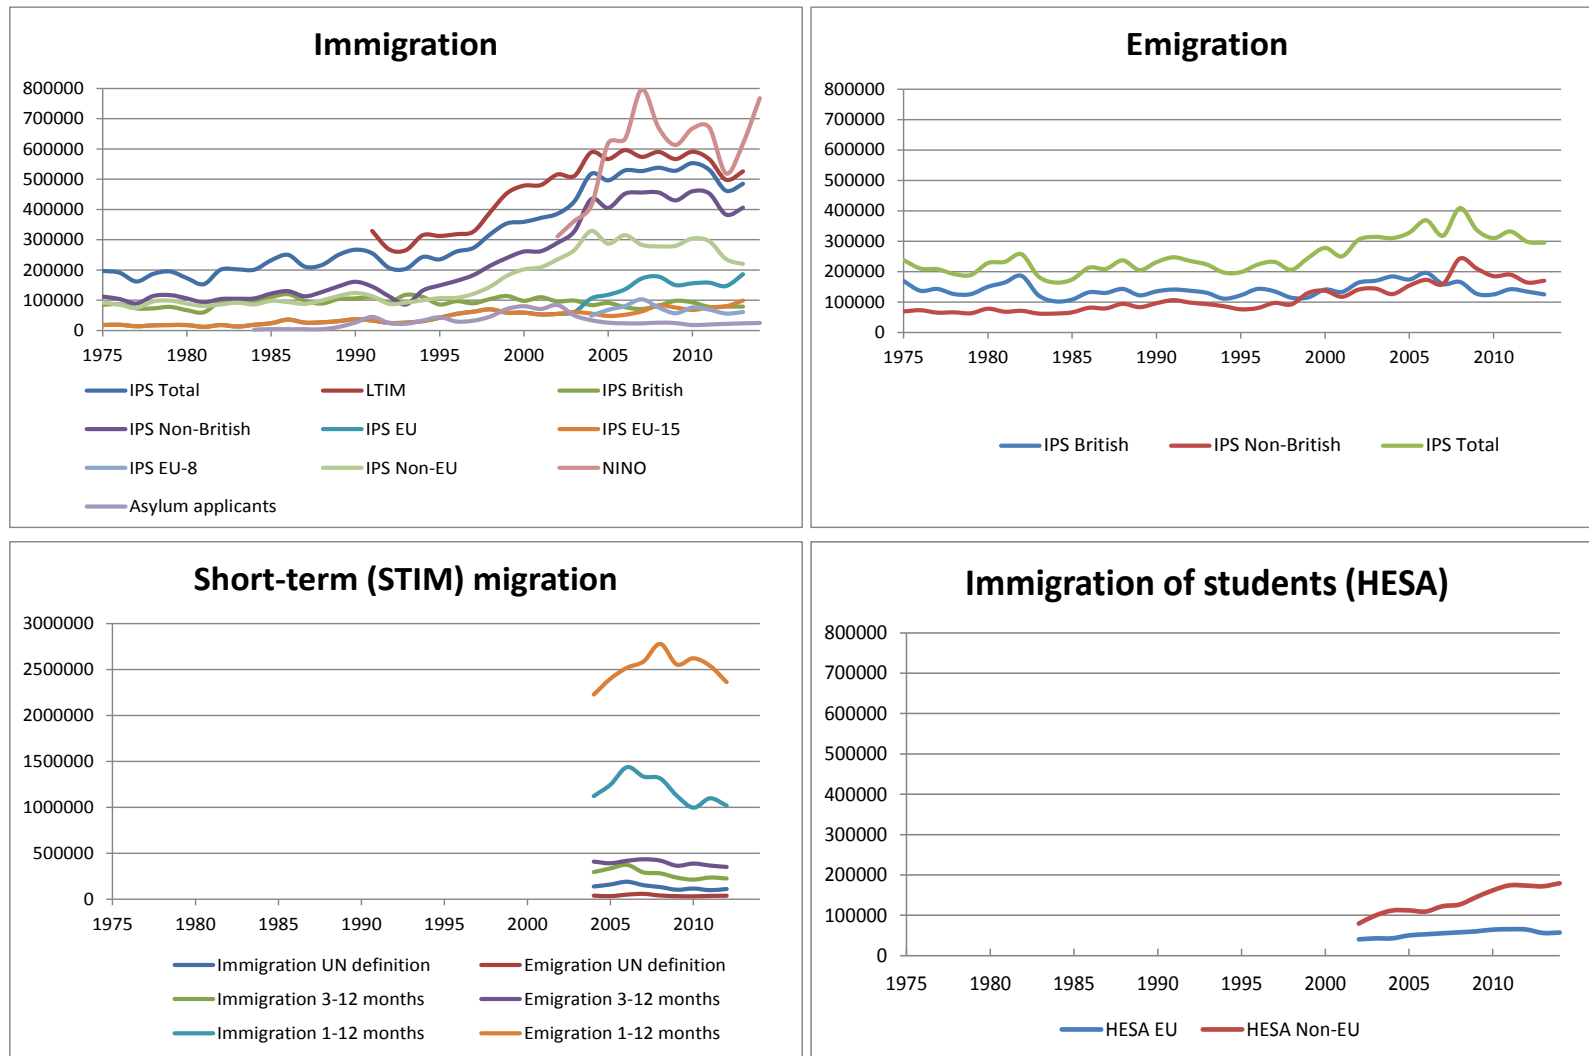 Immigration
800000
700000
600000
500000
400000
300000
200000
100000
0
1975 1980 1985 1990 1995 2000 2005 2010
IPS Total LTIM IPS British
IPS Non-British IPS EU IPS EU-15
IPS EU-8 IPS Non-EU NINO
Asylum applicants
Emigration
800000
700000
600000
500000
400000
300000
200000
100000
0
1975 1980 1985 1990 1995 2000 2005 2010
IPS British IPS Non-British IPS Total
Short-term (STIM) migration
3000000
2500000
2000000
1500000
1000000
500000
0
1975 1980 1985 1990 1995 2000 2005 2010
Immigration UN definition Emigration UN definition
Immigration 3-12 months Emigration 3-12 months
Immigration 1-12 months Emigration 1-12 months
Immigration of students (HESA)
800000
700000
600000
500000
400000
300000
200000
100000
0
1975 1980 1985 1990 1995 2000 2005 2010
HESA EU HESA Non-EU